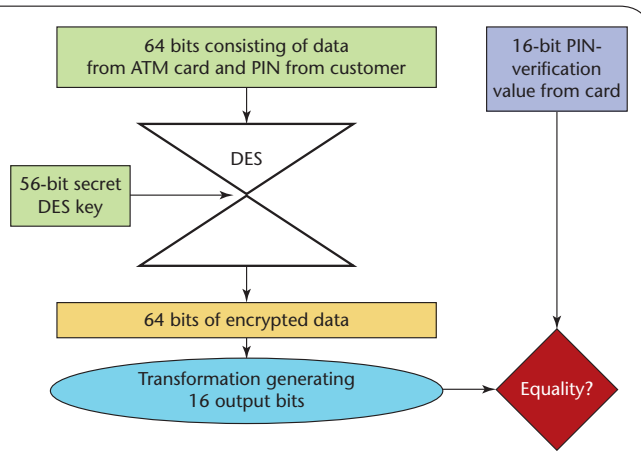 64 bits consisting of data
from ATM card and PIN from customer
16-bit PIN-
verification
value from card
DES
56-bit secret
DES key
64 bits of encrypted data
Transformation generating
16 output bits
Equality?